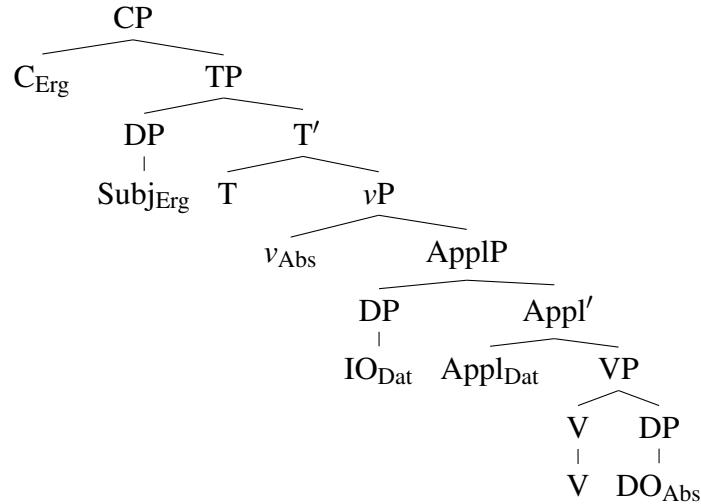 CP
C_Erg TP
DP T′
Subj_Erg T vP
v_Abs ApplP
DP Appl′
IO_Dat Appl_Dat VP
V DP
V DO_Abs